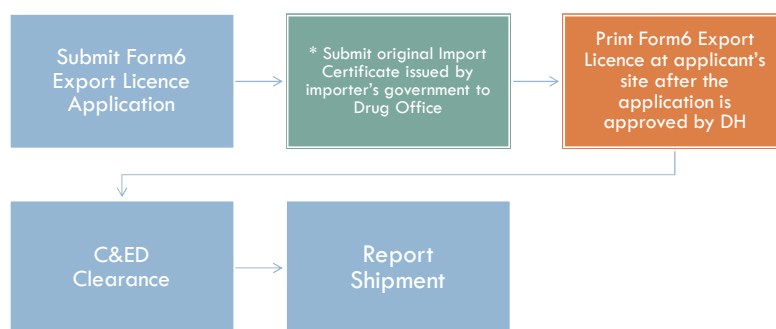 Submit Form6
Export Licence
Application
* Submit original Import
Certificate issued by
importer's government to
Drug Office
Print Form6 Export
Licence at applicant's
site after the
application is
approved by DH
C&ED
Clearance
Report
Shipment